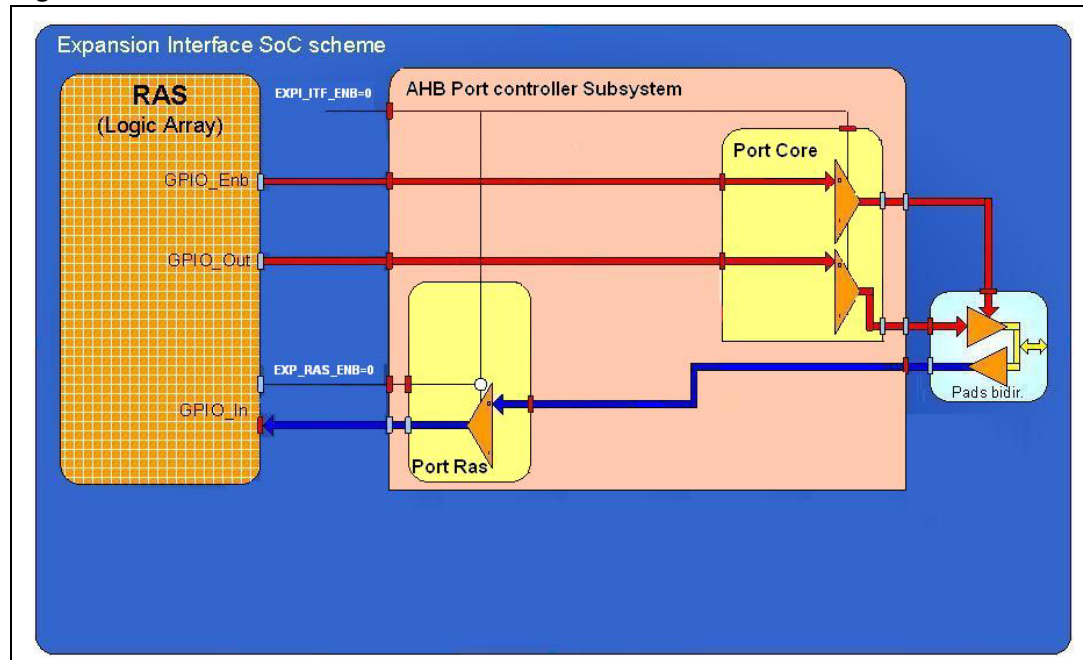 Expansion Interface SoC scheme
RAS
(Logic Array)
EXPI_ITF_ENB=0
AHB Port controller Subsystem
Port Core
GPIO_Enb
GPIO_Out
EXP_RAS_ENB=0
GPIO_In
Port Ras
Pads bidir.